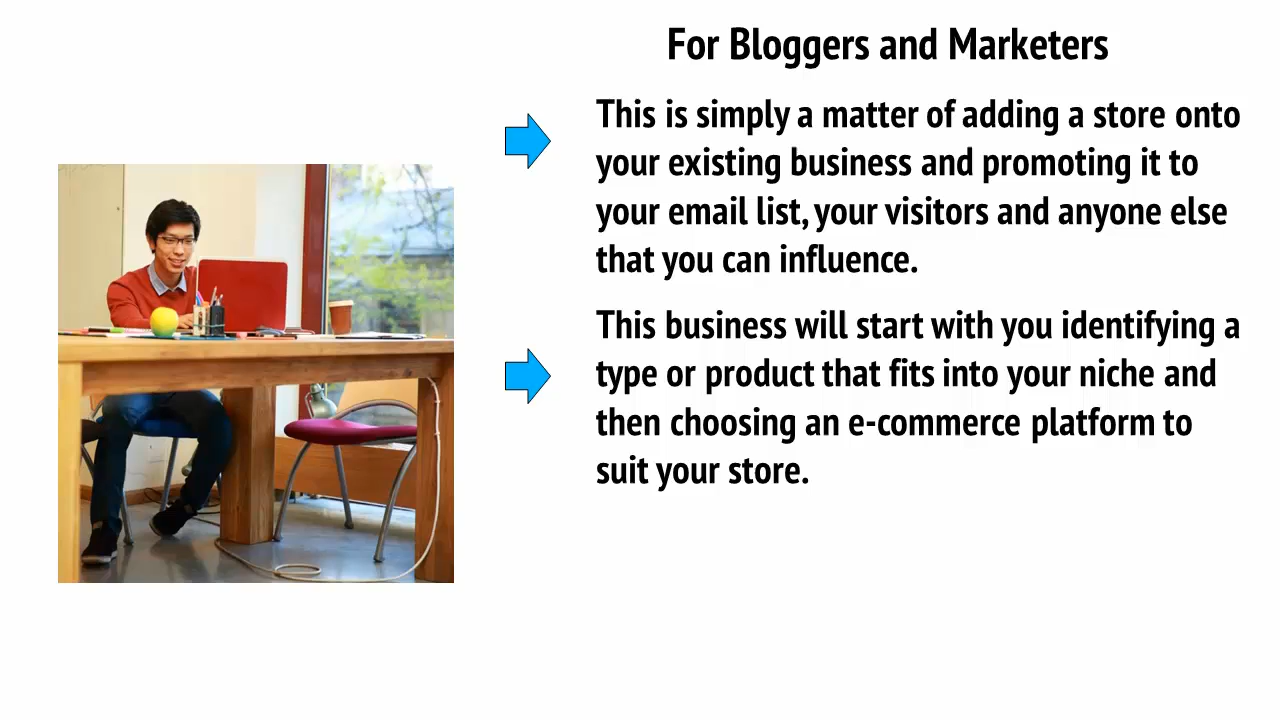 For Bloggers and Marketers
This is simply a matter of adding a store onto
your existing business and promoting it to
your email list, your visitors and anyone else
that you can influence.
This business will start with you identifying a
type or product that fits into your niche and
then choosing an e-commerce platform to
suit your store.